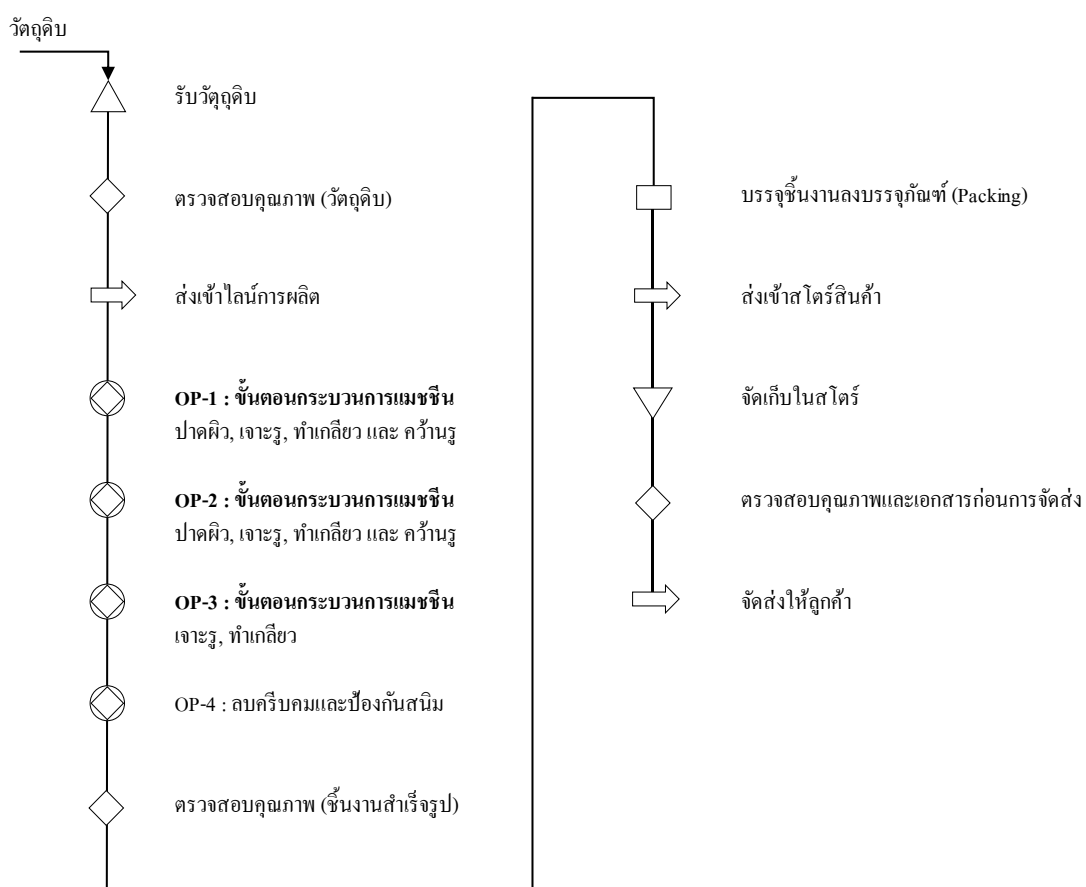 วัตถุดิบ
รับวัตุถุดิบ
ตรวจสอบคุณภาพ (วัตถุดิบ)
ส่งเข้าไลน์การผลิต
OP-1 : ขั้นตอนกระบวนการแมชชีน
ปาดผิว, เจาะรู, ทำเกลียว และ คว้านรู
OP-2 : ขั้นตอนกระบวนการแมชชีน
ปาดผิว, เจาะรู, ทำเกลียว และ คว้านรู
OP-3 : ขั้นตอนกระบวนการแมชชีน
เจาะรู, ทำเกลียว
OP-4 : ลบครีบคมและป้องกันสนิม
ตรวจสอบคุณภาพ (ชิ้นงานสำเร็จรูป)
บรรจุชิ้นงานลงบรรจุภัณฑ์ (Packing)
ส่งเข้าสโตร์สินค้า
จัดเก็บในสโตร์
ตรวจสอบคุณภาพและเอกสารก่อนการจัดส่ง
จัดส่งให้ลูกค้า